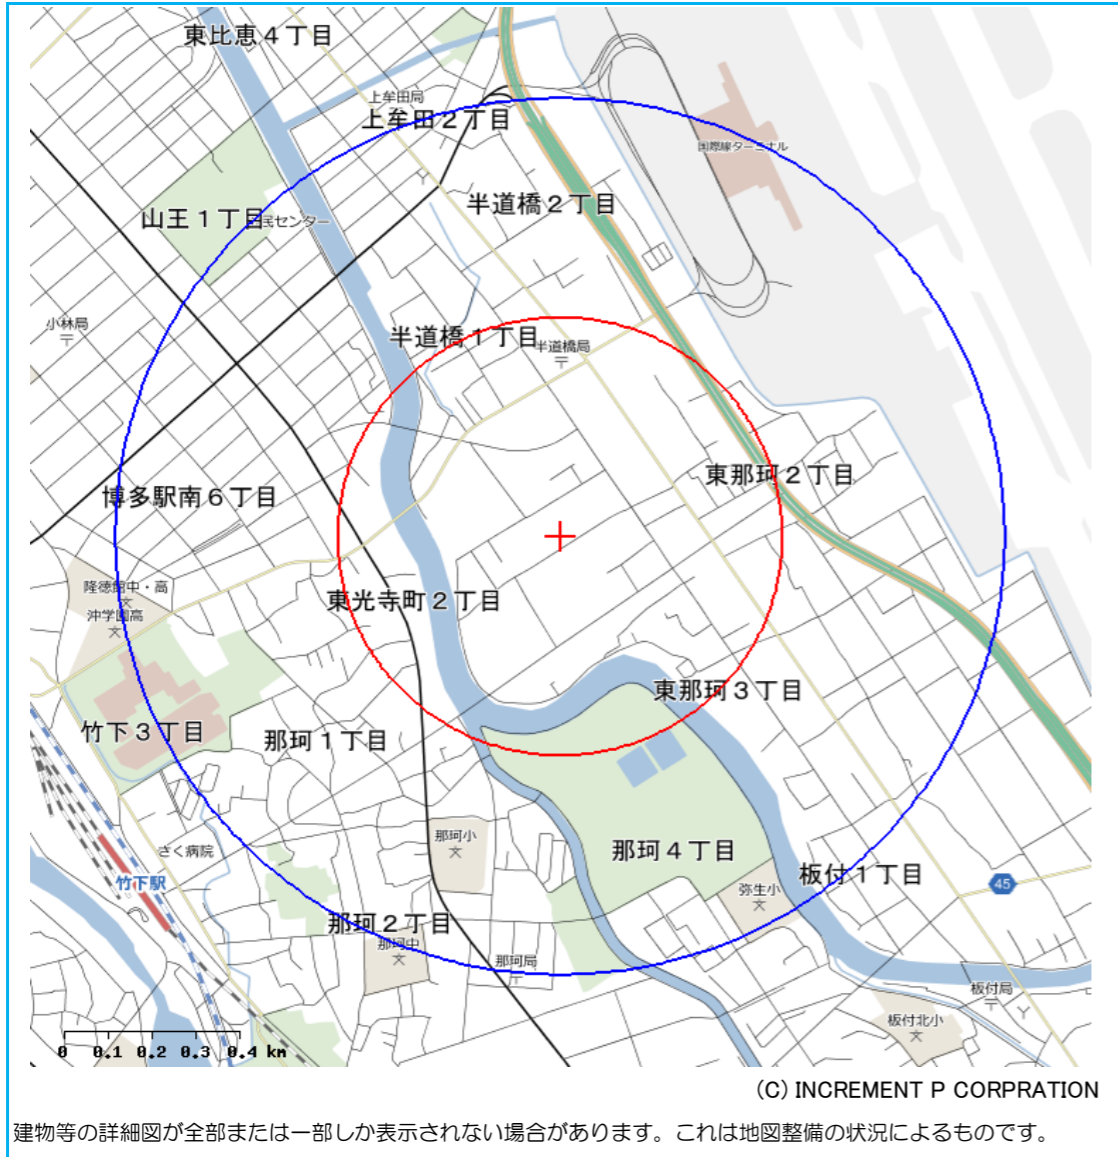 東比恵４丁目
上牟田局
上牟田２丁目
国際線ターミナル
半道橋２丁目
山王１丁目
民センター
小林局
半道橋１丁目
半道橋局
東那珂２丁目
博多駅南６丁目
隆徳館中・高
沖学園高
東光寺町２丁目
東那珂３丁目
竹下３丁目
那珂１丁目
那珂小
さく病院
那珂４丁目
竹下駅
弥生小
板付１丁目
45
那珂２丁目
那珂中
那珂局
板付局
板付北小
0 0.1 0.2 0.3 0.4 km
(C) INCREMENT P CORPRATION
建物等の詳細図が全部または一部しか表示されない場合があります。これは地図整備の状況によるものです。